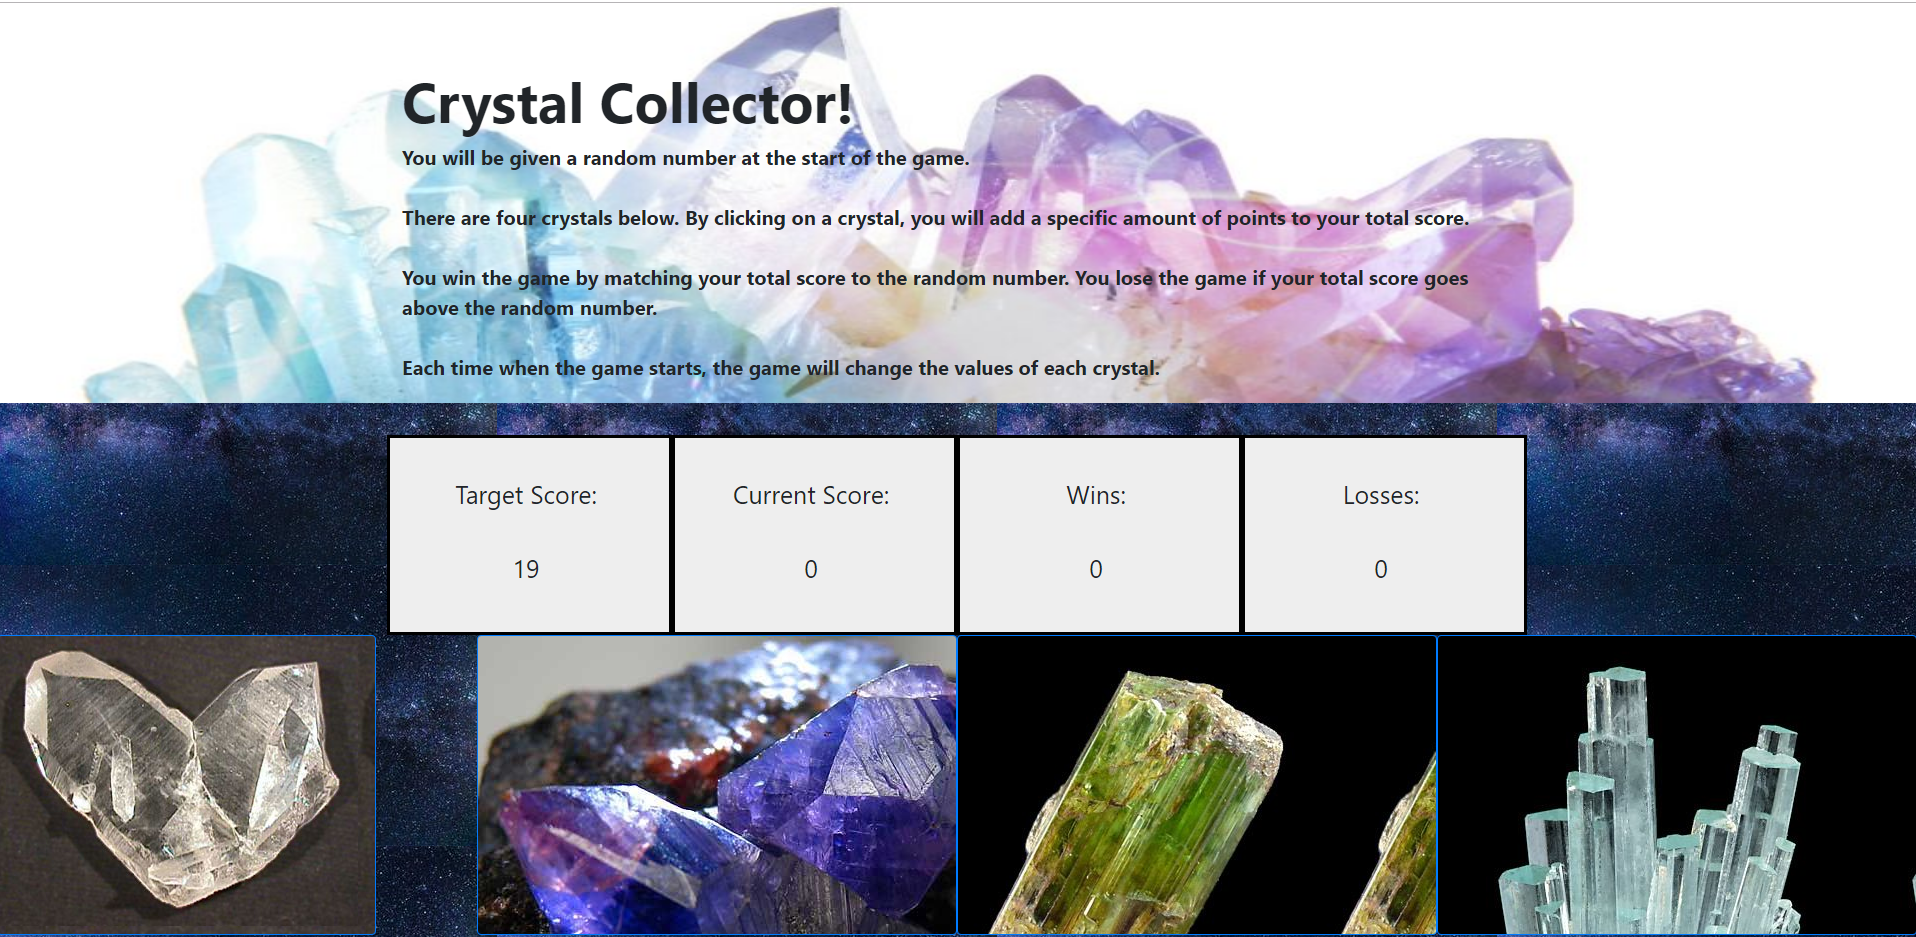 Crystal Collector!
You will be given a random number at the start of the game.
There are four crystals below. By clicking on a crystal, you will add a specific amount of points to your total score.
You win the game by matching your total score to the random number. You lose the game if your total score goes
above the random number.
Each time when the game starts, the game will change the values of each crystal.
Target Score:
19
Current Score:
0
Wins:
0
Losses:
0